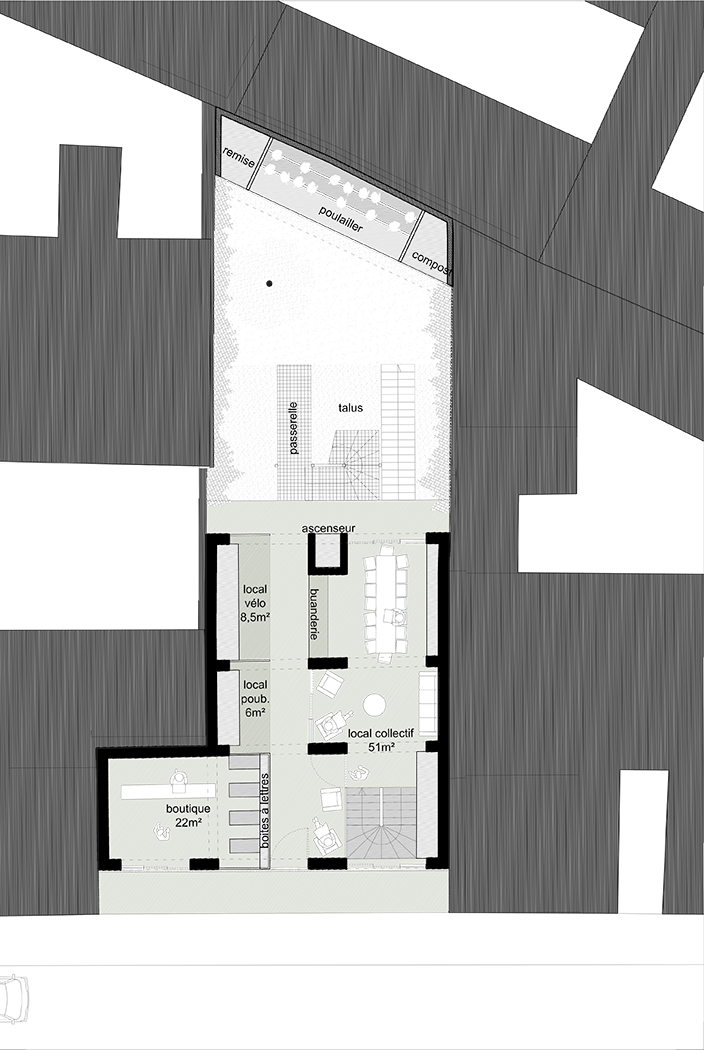 remise
poulailler
compost
passerelle
talus
ascenseur
local
vélo
8,5m²
buanderie
local
poub.
6m²
local collectif
51m²
boutique
22m²
boites à lettres